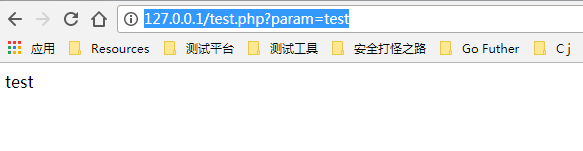 127.0.0.1/test.php?param=test
应用 Resources 测试平台 测试工具 安全打怪之路 Go Futher C j
test